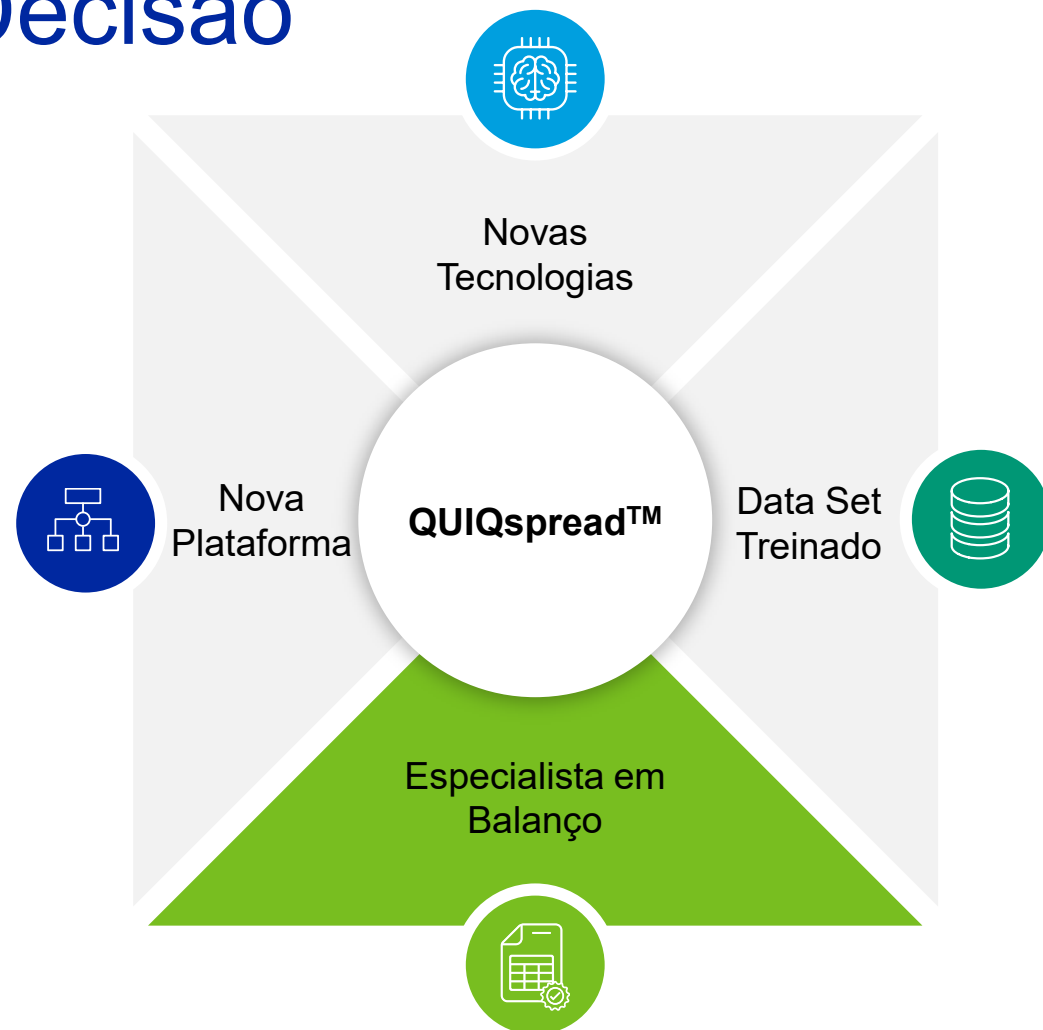 Decisão
Novas
Tecnologias
Nova
Plataforma
QUIQspread™
Data Set
Treinado
Especialista em
Balanço